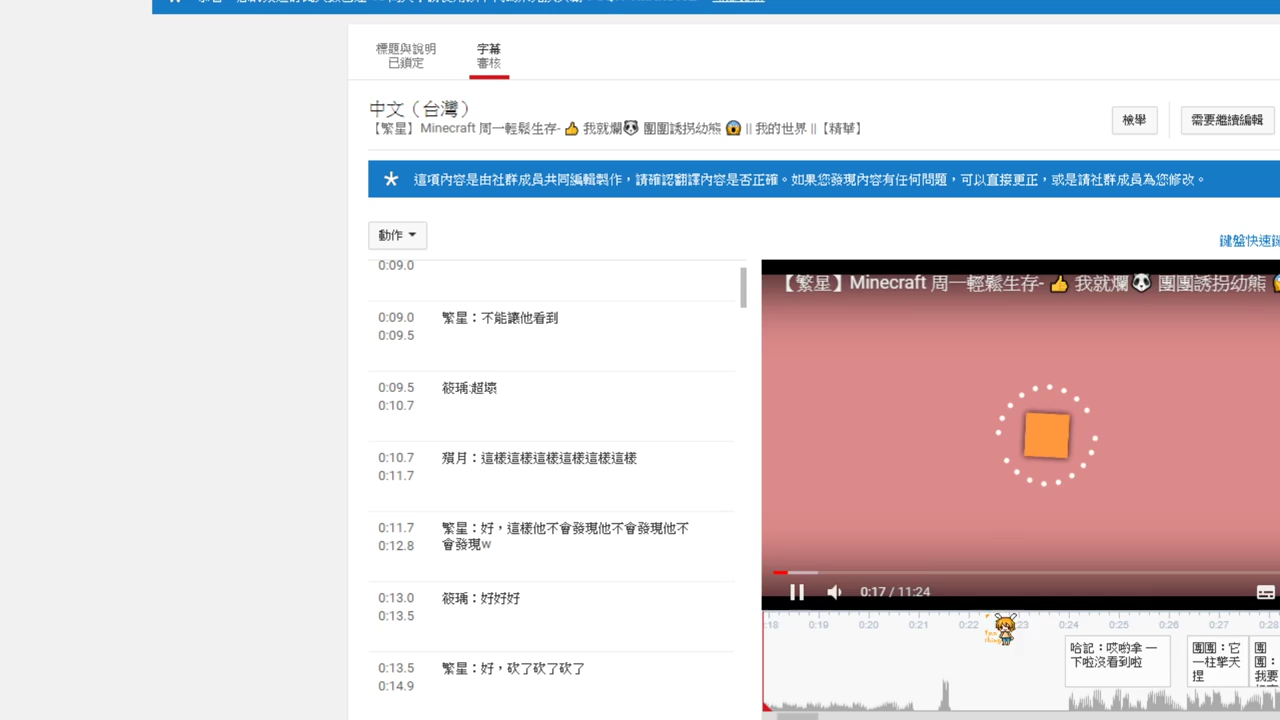 標題與說明
已鎖定
字幕
審核
中文（台灣）
【繁星】Minecraft 周一輕鬆生存-👍 我就爛🐼 團團誘拐幼熊 😱 || 我的世界 ||【精華】
檢舉
需要繼續編輯
這項內容是由社群成員共同編輯製作，請確認翻譯內容是否正確。如果您發現內容有任何問題，可以直接更正，或是請社群成員為您修改。
動作
鍵盤快速鍵
0:09.0
0:09.0
繁星：不能讓他看到
0:09.5
0:09.5
筱瑀:超壞
0:10.7
0:10.7
殞月：這樣這樣這樣這樣這樣這樣
0:11.7
0:11.7
繁星：好，這樣他不會發現他不會發現他不
0:12.8
會發現w
0:13.0
筱瑀：好好好
0:13.5
0:13.5
繁星：好，砍了砍了砍了
0:14.9
【繁星】Minecraft 周一輕鬆生存-👍 我就爛🐼 團團誘拐幼熊
0:17 / 11:24
:18 0:19 0:20 0:21 0:22 23 0:24 0:25 0:26 0:27 0:28
哈記：哎喲拿 一
下啦沒看到啦
團團：它
一柱擎天
捏
團
團：
我要